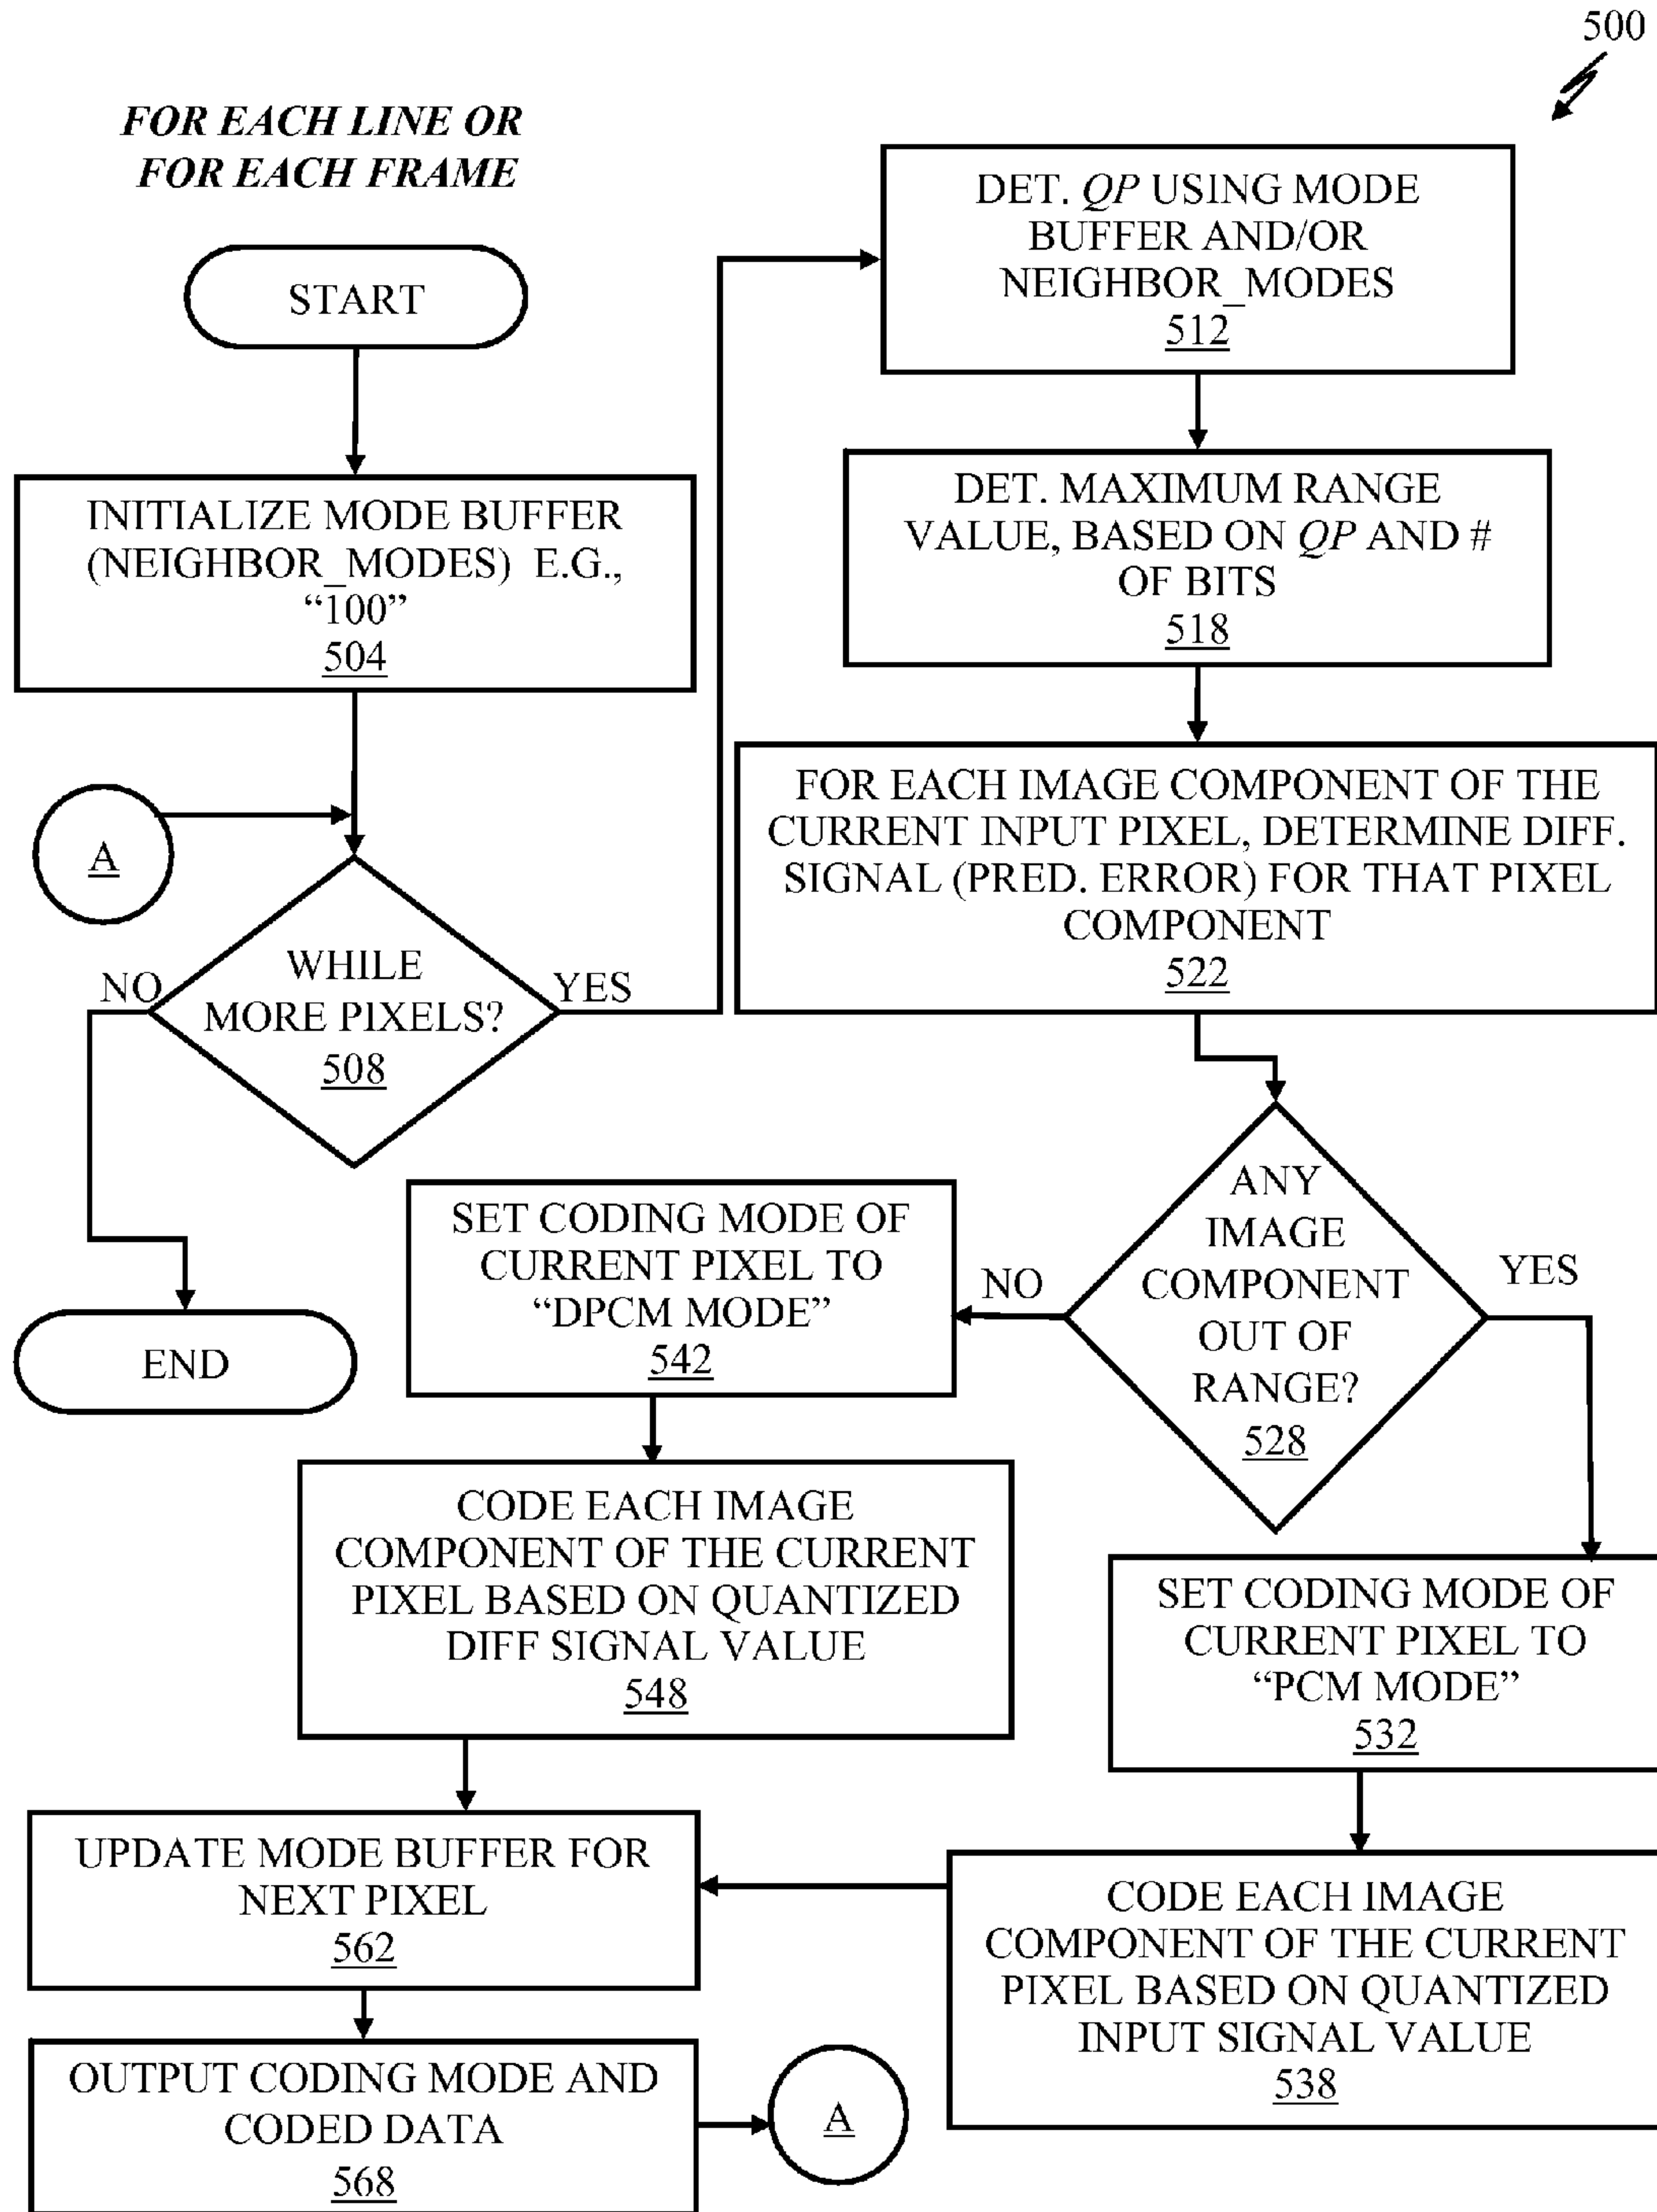 500
FOR EACH LINE OR
FOR EACH FRAME
START
INITIALIZE MODE BUFFER
(NEIGHBOR_MODES) E.G.,
“100”
504
A
WHILE
MORE PIXELS?
508
NO
YES
END
DET. QP USING MODE
BUFFER AND/OR
NEIGHBOR_MODES
512
DET. MAXIMUM RANGE
VALUE, BASED ON QP AND #
OF BITS
518
FOR EACH IMAGE COMPONENT OF THE
CURRENT INPUT PIXEL, DETERMINE DIFF.
SIGNAL (PRED. ERROR) FOR THAT PIXEL
COMPONENT
522
ANY
IMAGE
COMPONENT
OUT OF
RANGE?
528
NO
YES
SET CODING MODE OF
CURRENT PIXEL TO
“DPCM MODE”
542
CODE EACH IMAGE
COMPONENT OF THE CURRENT
PIXEL BASED ON QUANTIZED
DIFF SIGNAL VALUE
548
SET CODING MODE OF
CURRENT PIXEL TO
“PCM MODE”
532
CODE EACH IMAGE
COMPONENT OF THE CURRENT
PIXEL BASED ON QUANTIZED
INPUT SIGNAL VALUE
538
UPDATE MODE BUFFER FOR
NEXT PIXEL
562
OUTPUT CODING MODE AND
CODED DATA
568
A